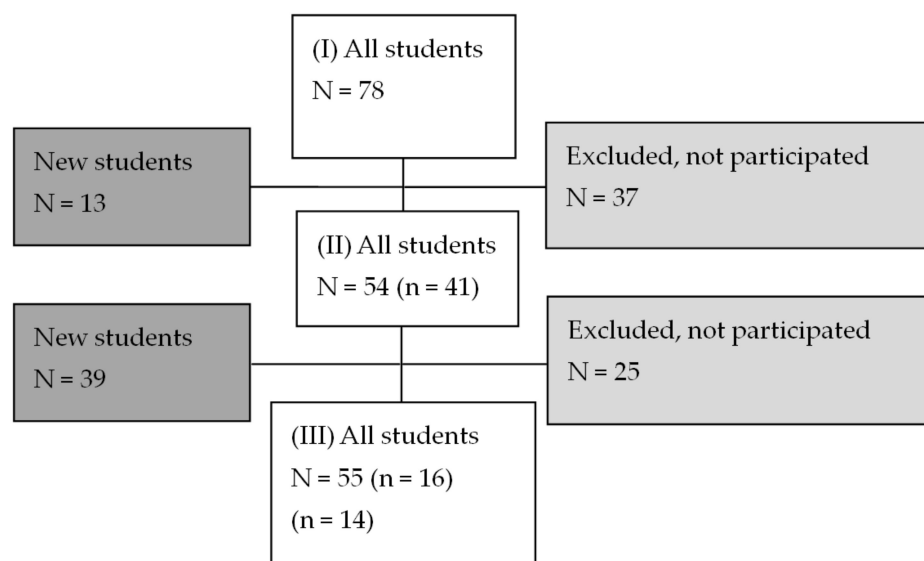 (I) All students
N = 78
New students
N = 13
Excluded, not participated
N = 37
(II) All students
N = 54 (n = 41)
New students
N = 39
Excluded, not participated
N = 25
(III) All students
N = 55 (n = 16)
(n = 14)